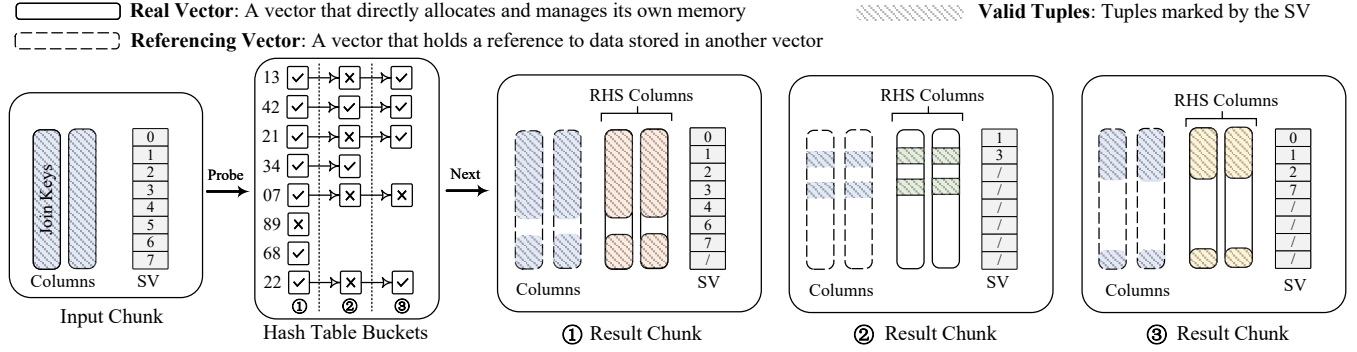 Real Vector: A vector that directly allocates and manages its own memory
Valid Tuples: Tuples marked by the SV
Referencing Vector: A vector that holds a reference to data stored in another vector
Join Keys
0
1
2
3
4
5
6
7
Columns
SV
Input Chunk
Probe
13
42
21
34
07
89
68
22
① ② ③
Hash Table Buckets
Next
RHS Columns
0
1
2
3
4
6
7
/
Columns
SV
① Result Chunk
RHS Columns
1
3
/
/
/
/
/
/
Columns
SV
② Result Chunk
RHS Columns
0
1
2
7
/
/
/
/
Columns
SV
③ Result Chunk